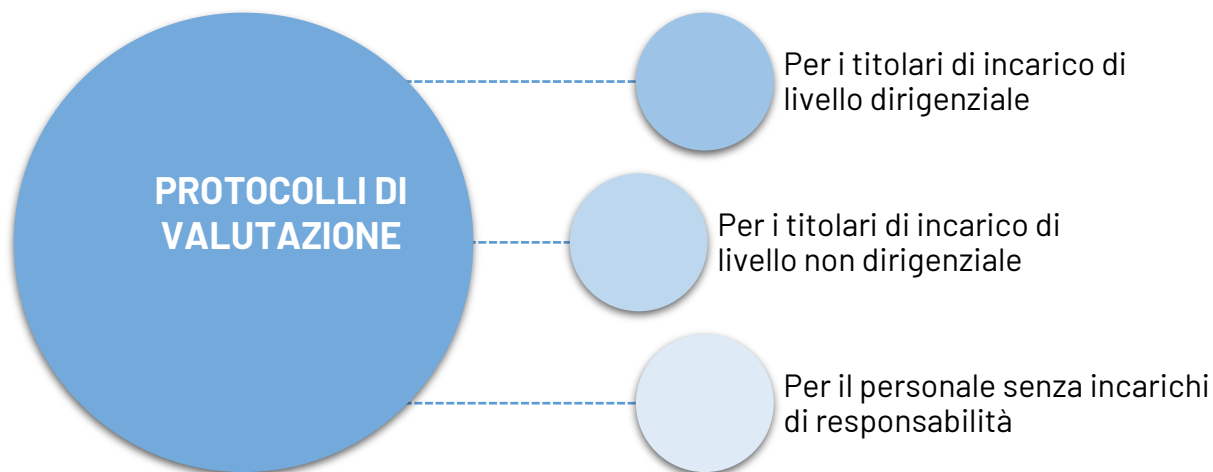 PROTOCOLLI DI
VALUTAZIONE
Per i titolari di incarico di
livello dirigenziale
Per i titolari di incarico di
livello non dirigenziale
Per il personale senza incarichi
di responsabilità